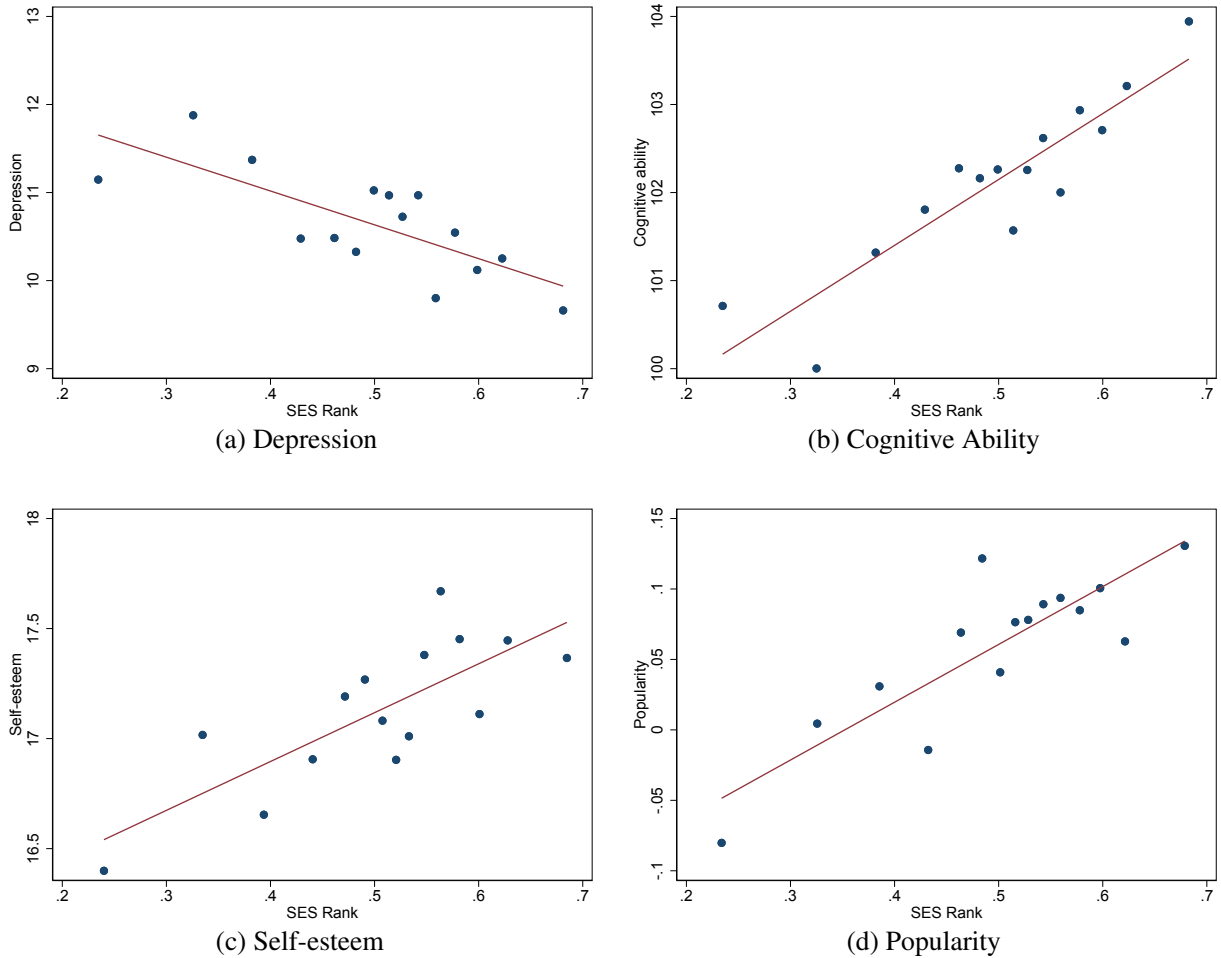 Depression
13
12
11
10
9
.2 .3 .4 .5 .6 .7
SES Rank
(a) Depression
Cognitive ability
104
103
102
101
100
.2 .3 .4 .5 .6 .7
SES Rank
(b) Cognitive Ability
Self-esteem
18
17.5
17
16.5
.2 .3 .4 .5 .6 .7
SES Rank
(c) Self-esteem
Popularity
.15
.1
.05
0
-.05
-.1
.2 .3 .4 .5 .6 .7
SES Rank
(d) Popularity